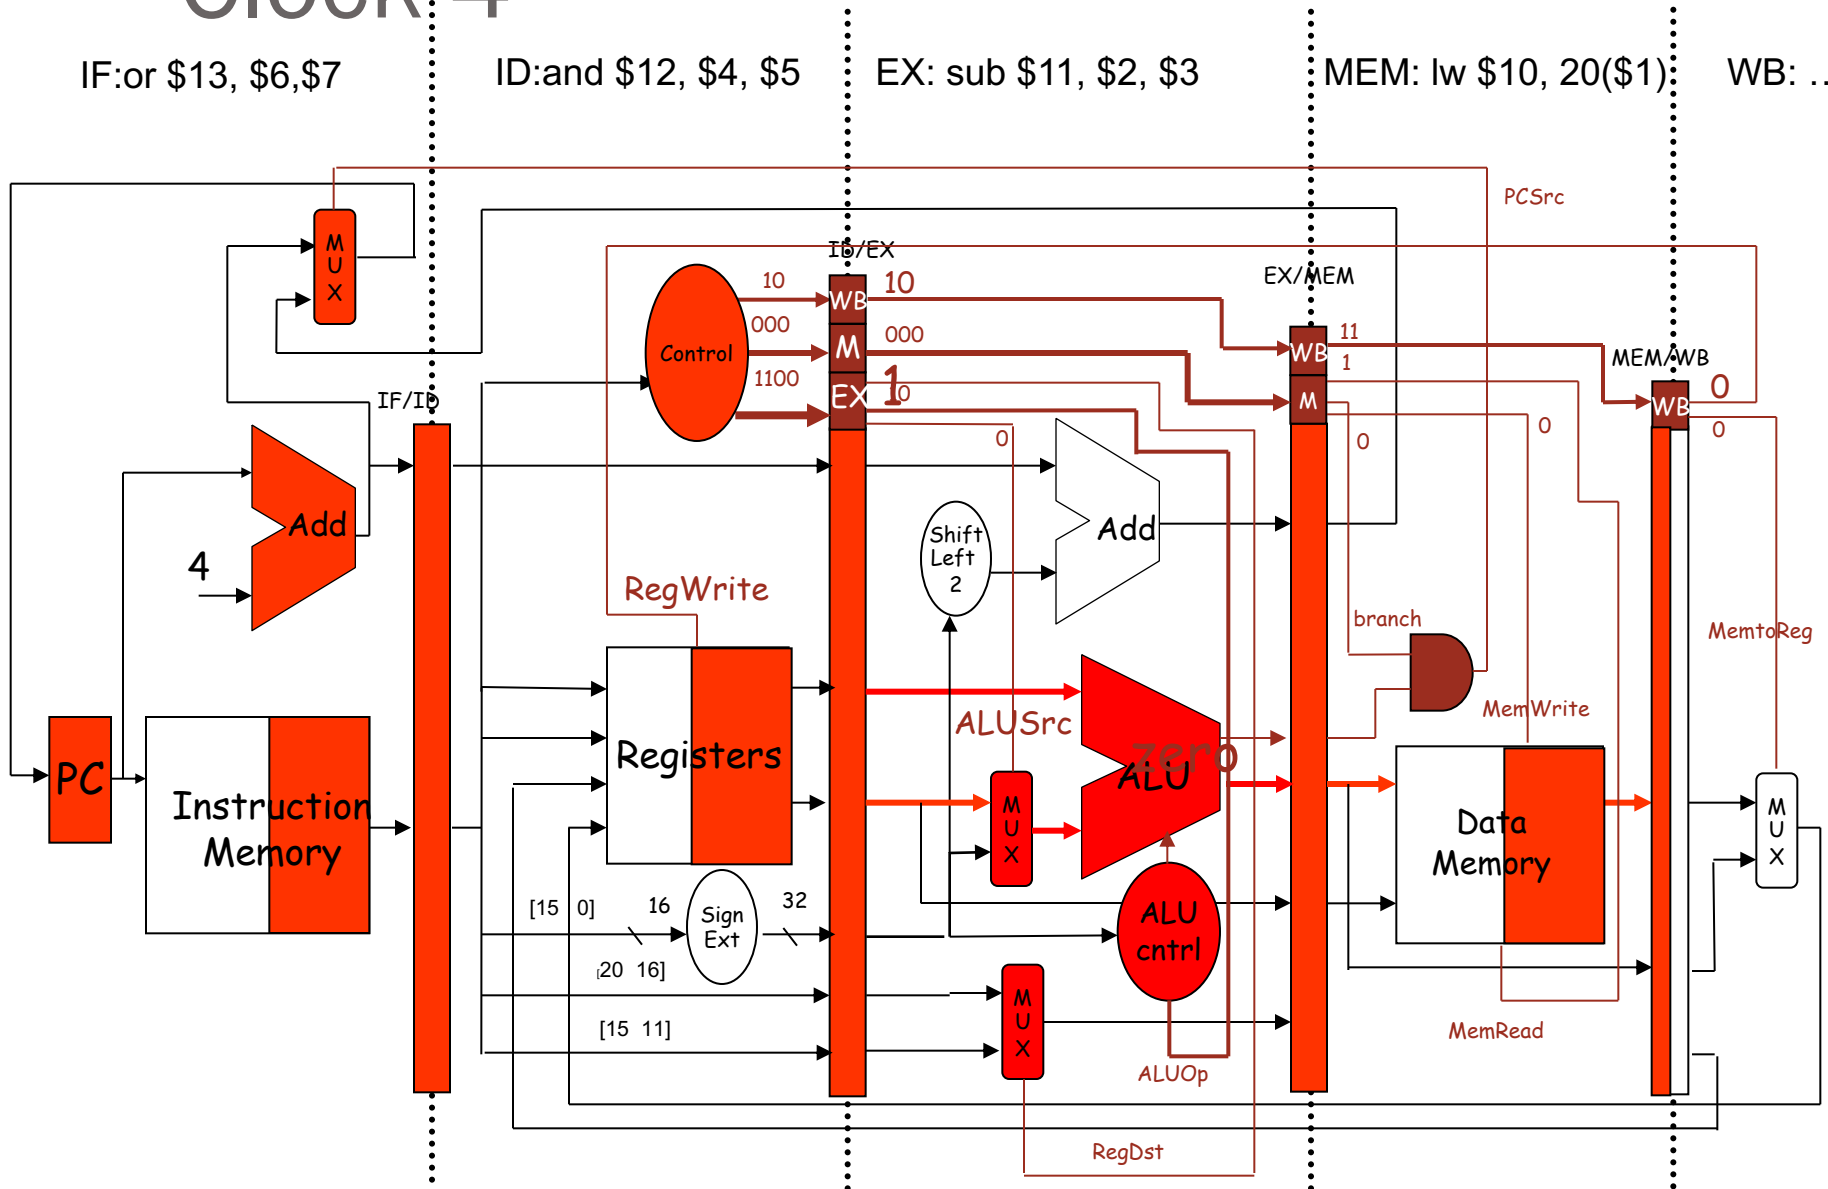 Clock 4
IF:or $13, $6,$7
ID:and $12, $4, $5
EX: sub $11, $2, $3
MEM: lw $10, 20($1)
WB: ..
PCSrc
M
U
X
ID/EX
EX/MEM
MEM/WB
IF/ID
Control
10
000
1100
WB
M
EX
10
000
1
10
0
WB
M
11
1
0
0
WB
0
0
Add
4
Shift
Left
2
Add
RegWrite
branch
MemtoReg
MemWrite
ALUSrc
zero
ALU
PC
Instruction
Memory
Registers
M
U
X
Data
Memory
M
U
X
[15 0]
16
Sign
Ext
32
ALU
cntrl
[20 16]
M
U
X
[15 11]
MemRead
ALUOp
RegDst